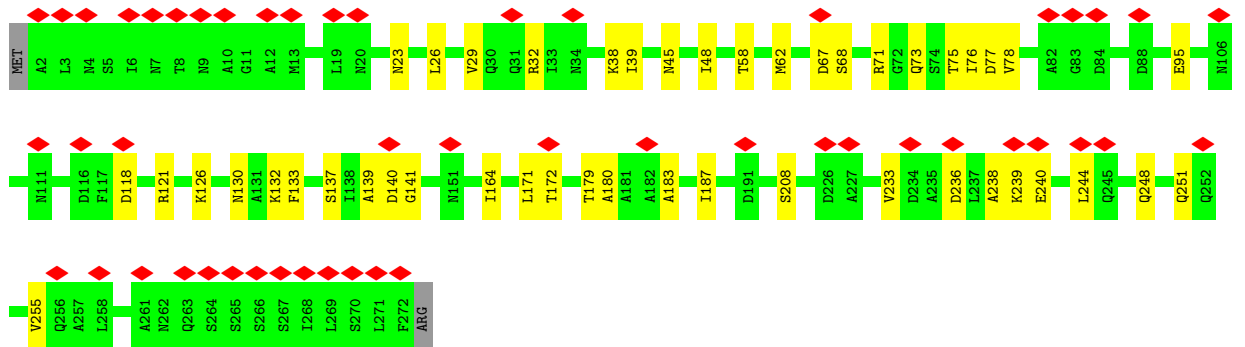 MET A2 L3 N4 S5 I6 N7 T8 N9 A10 G11 A12 M13 L19 N20 N23 L26 V29 Q30 Q31 R32 I33 N34 K38 I39 N45 I48 T58 M62 D67 S68 R71 G72 Q73 S74 T75 I76 D77 V78 A82 G83 D84 D88 E95 N106
N111 D116 F117 D118 R121 K126 N130 A131 K132 F133 S137 I138 A139 D140 G141 N151 I164 L171 T172 T179 A180 A181 A182 A183 I187 D191 S208 D226 A227 V233 D234 A235 D236 L237 A238 K239 E240 L244 Q245 Q248 Q251 Q252
V255 Q256 A257 L258 A261 N262 Q263 S264 S265 S266 S267 I268 L269 S270 L271 F272 ARG